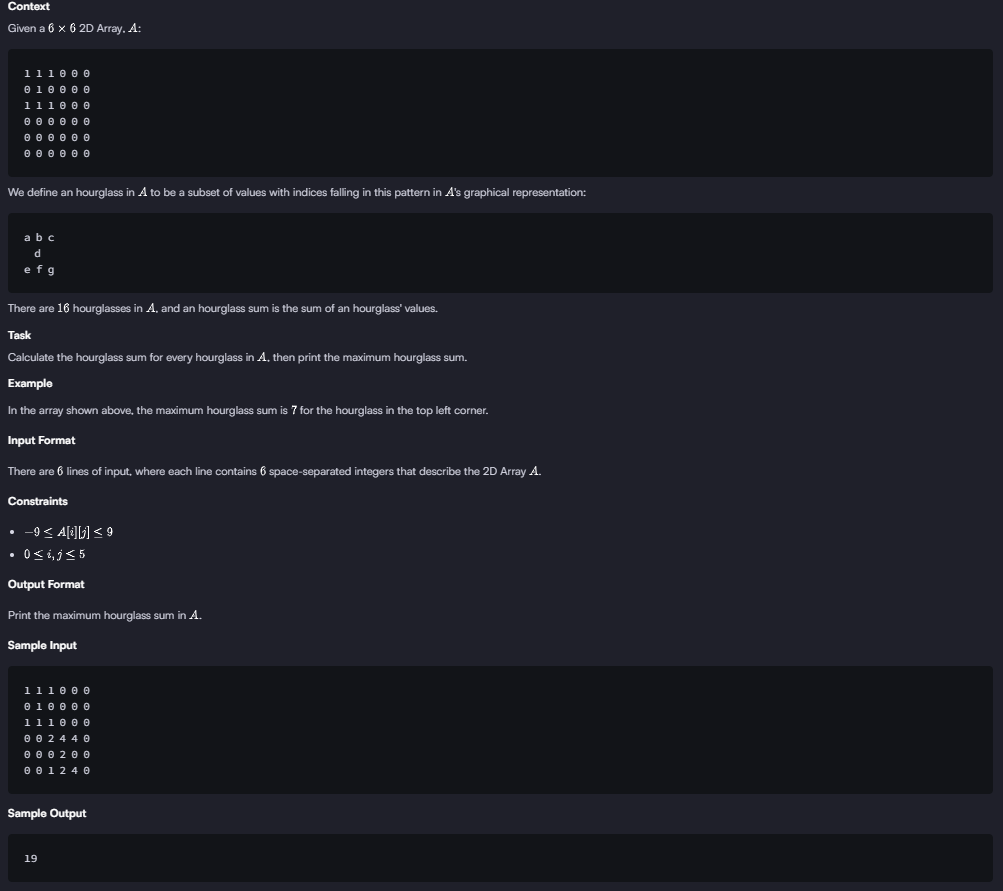 Context
Given a 6 × 6 2D Array, A:
1 1 1 0 0 0
0 1 0 0 0 0
1 1 1 0 0 0
0 0 0 0 0 0
0 0 0 0 0 0
0 0 0 0 0 0
We define an hourglass in A to be a subset of values with indices falling in this pattern in A's graphical representation:
a b c
d
e f g
There are 16 hourglasses in A, and an hourglass sum is the sum of an hourglass' values.
Task
Calculate the hourglass sum for every hourglass in A, then print the maximum hourglass sum.
Example
In the array shown above, the maximum hourglass sum is 7 for the hourglass in the top left corner.
Input Format
There are 6 lines of input, where each line contains 6 space-separated integers that describe the 2D Array A.
Constraints
• −9 ≤ A[i][j] ≤ 9
• 0 ≤ i, j ≤ 5
Output Format
Print the maximum hourglass sum in A.
Sample Input
1 1 1 0 0 0
0 1 0 0 0 0
1 1 1 0 0 0
0 0 2 4 4 0
0 0 0 2 0 0
0 0 1 2 4 0
Sample Output
19